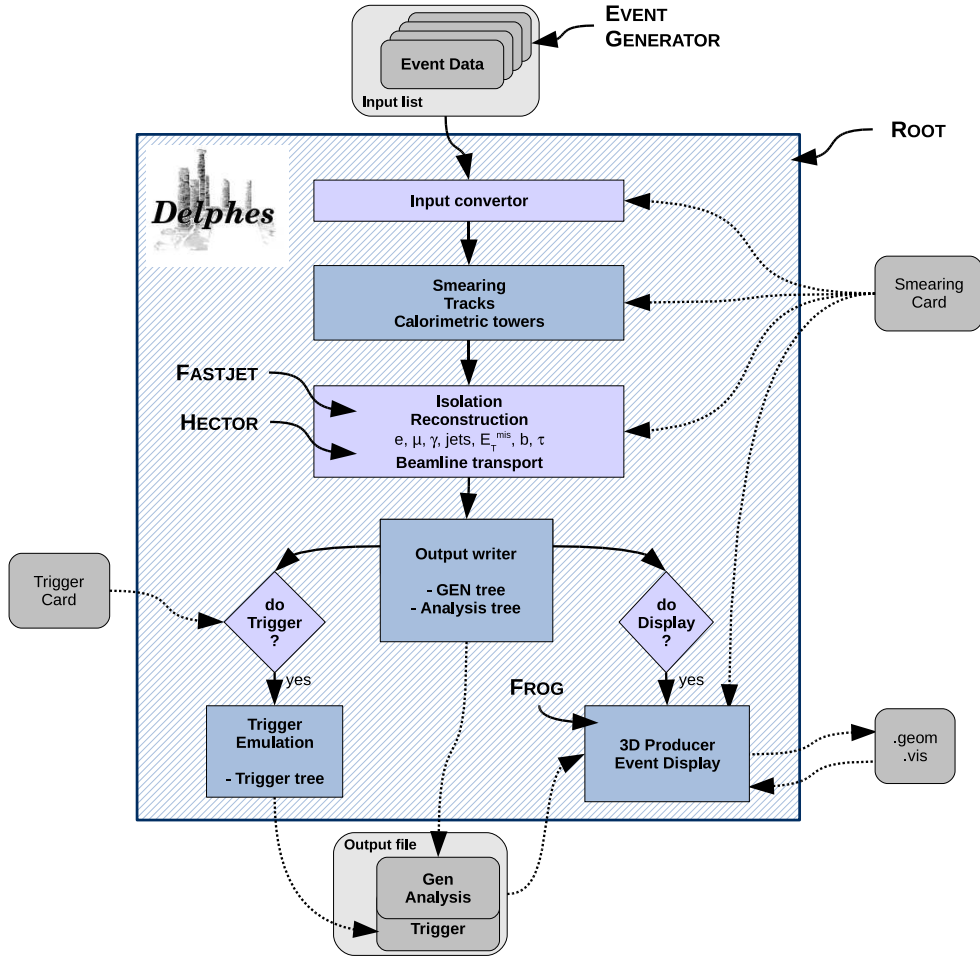 EVENT
GENERATOR
Event Data
Input list
ROOT
Delphes
Input convertor
Smearing
Tracks
Calorimetric towers
Smearing
Card
FASTJET
HECTOR
Isolation
Reconstruction
e, μ, γ, jets, E_T^mis, b, τ
Beamline transport
Output writer
- GEN tree
- Analysis tree
Trigger
Card
do
Trigger
?
yes
do
Display
?
yes
FROG
Trigger
Emulation
- Trigger tree
3D Producer
Event Display
.geom
.vis
Output file
Gen
Analysis
Trigger